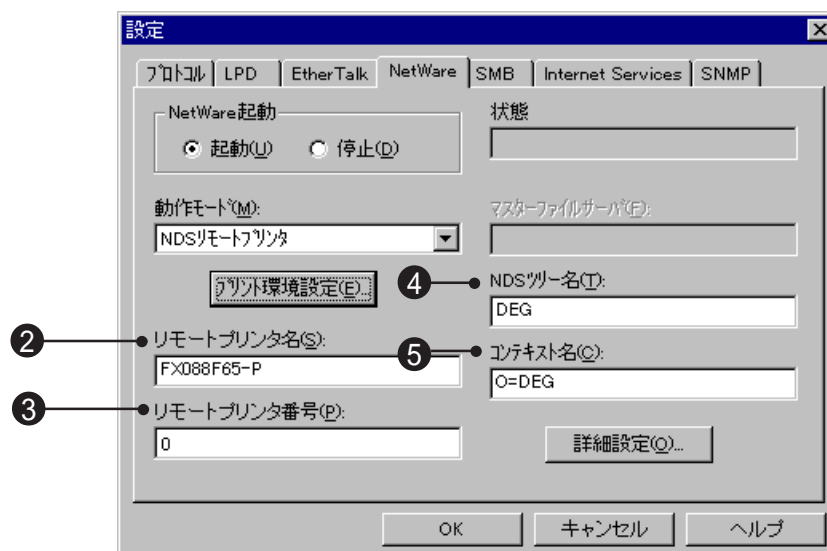 設定
プロトコル LPD EtherTalk NetWare SMB Internet Services SNMP
NetWare起動
起動(U) 停止(D)
状態
動作モード(M):
NDSリモートプリンタ
マスターファイルサーバ(F):
プリント環境設定(E)...
4 NDSツリー名(T):
DEG
2 リモートプリンタ名(S):
FX088F65-P
5 コンテキスト名(C):
O=DEG
3 リモートプリンタ番号(P):
0
詳細設定(O)...
OK キャンセル ヘルプ